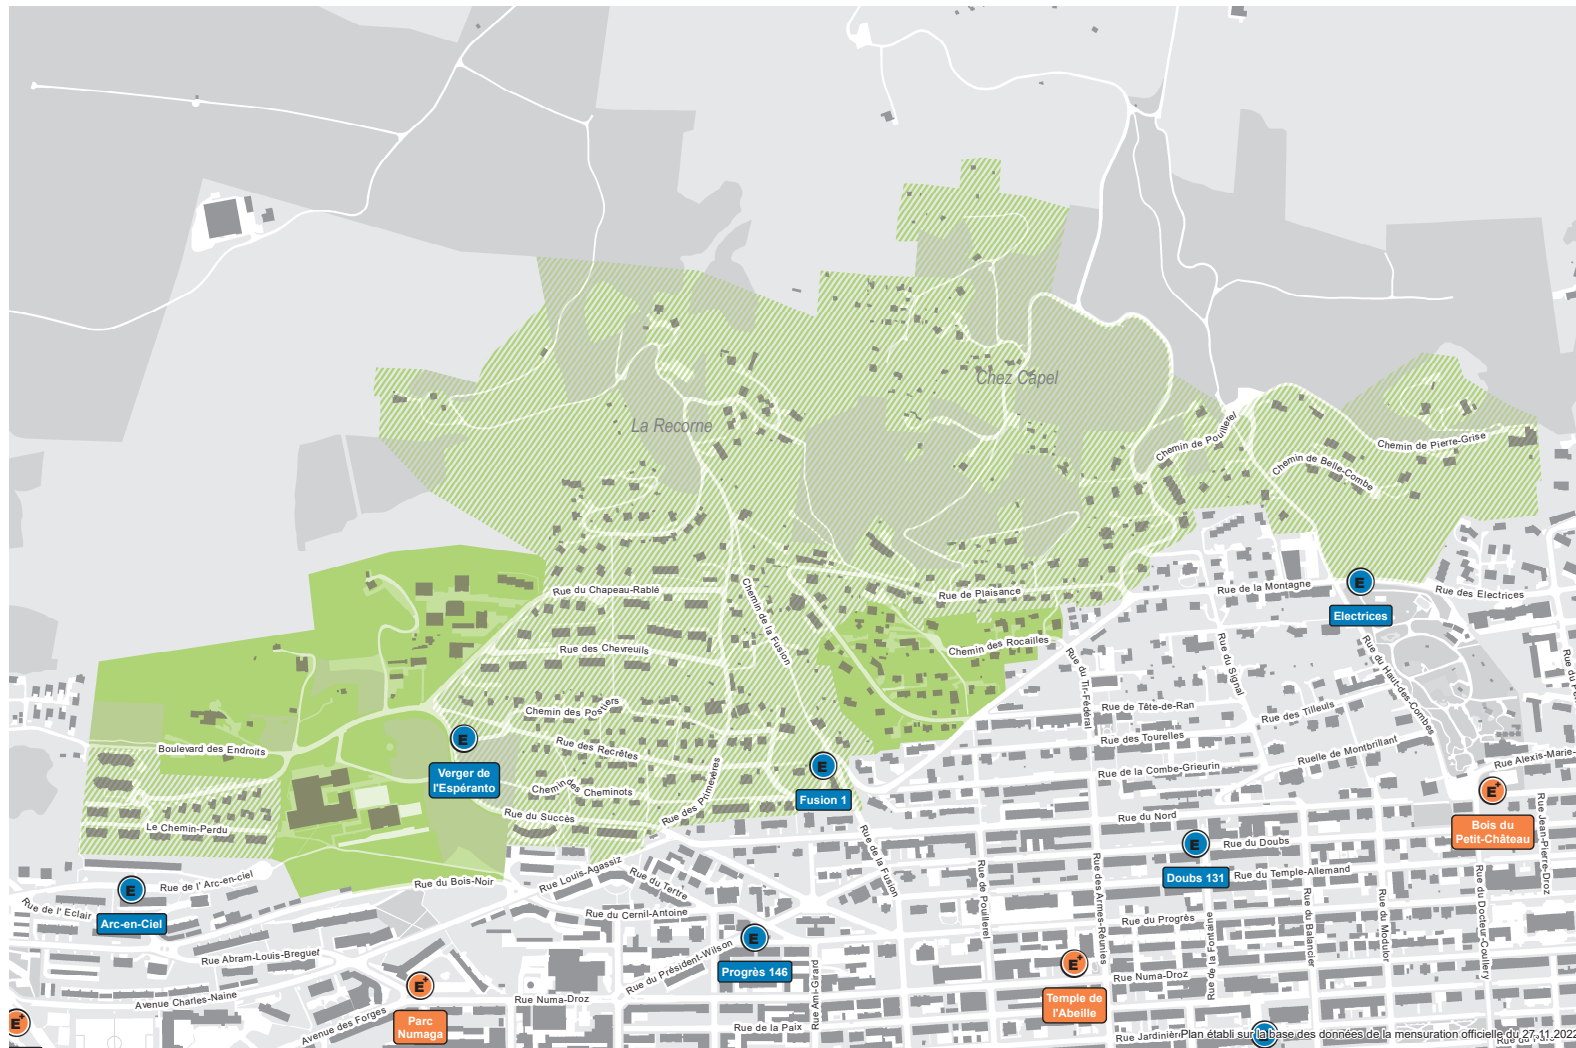 Chez Capel
La Recorne
Chemin de Pouillerel
Chemin de Pierre-Grise
Chemin de Belle-Combe
Rue du Chapeau-Rablé
Chemin de la Fusion
Rue de Plaisance
Rue de la Montagne
E
Rue des Electrices
Electrices
Rue des Chevreuils
Chemin des Rocailles
Rue du Tir-Fédéral
Rue du Signal
Rue du Haut-des-Combes
Chemin des Postiers
Rue de Tête-de-Ran
Rue des Tilleuls
Boulevard des Endroits
E
Rue des Recrêtes
Rue des Tourelles
Ruelle de Montbrillant
Verger de
l'Espéranto
E
Fusion 1
Rue de la Combe-Grieurin
Rue Alexis-Marie-
E+
Chemin des Cheminots
Rue des Primevères
Rue du Succès
Le Chemin-Perdu
Rue du Nord
Bois du
Petit-Château
Rue Jean-Pierre-Droz
E
Rue du Doubs
Doubs 131
Rue du Temple-Allemand
Rue de la Fusion
Rue de Pouillerel
Rue des Armes-Réunies
E
Rue de l' Arc-en-ciel
Rue du Bois-Noir
Rue Louis-Agassiz
Rue du Tertre
Rue de l' Eclair
Arc-en-Ciel
Rue du Cernil-Antoine
Rue du Progrès
Rue de la Fontaine
Rue du Balancier
Rue du Modulor
Rue du Docteur-Coullery
E
Rue du Président-Wilson
Progrès 146
Rue Abram-Louis-Breguet
E+
Rue Numa-Droz
Temple de
l'Abeille
Avenue Charles-Naine
E+
Parc
Numaga
Rue Numa-Droz
Rue Ami-Girard
Avenue des Forges
E+
Rue de la Paix
Rue Jardinière
E
Plan établi sur la base des données de la mensuration officielle du 27.11.2022